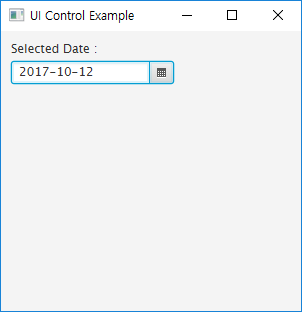 UI Control Example
Selected Date :
2017-10-12